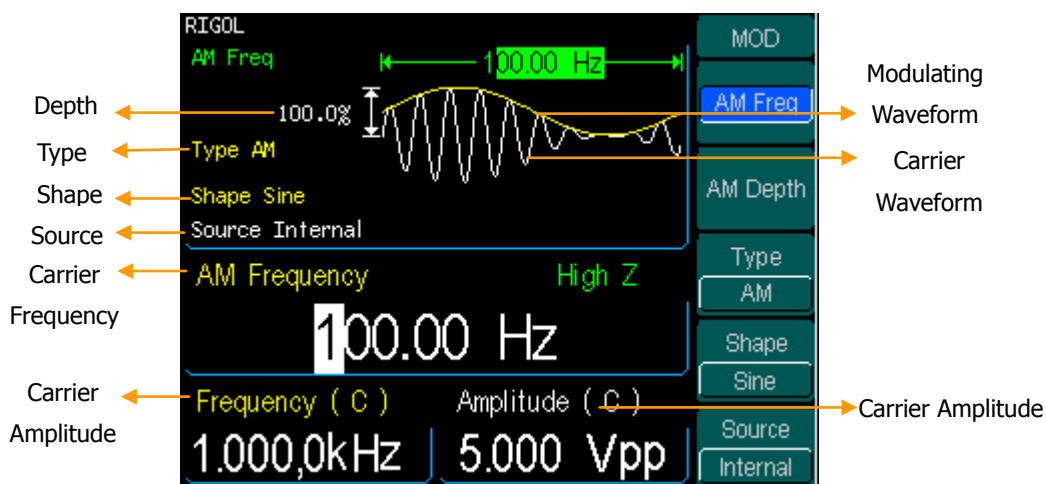 RIGOL
AM Freq
100.00 Hz
100.0%
Type AM
Shape Sine
Source Internal
AM Frequency
High Z
100.00 Hz
Frequency ( C )
Amplitude ( C )
1.000,0kHz
5.000 Vpp
MOD
AM Freq
AM Depth
Type
AM
Shape
Sine
Source
Internal
Depth
Type
Shape
Source
Carrier
Frequency
Carrier
Amplitude
Modulating
Waveform
Carrier
Waveform
Carrier Amplitude